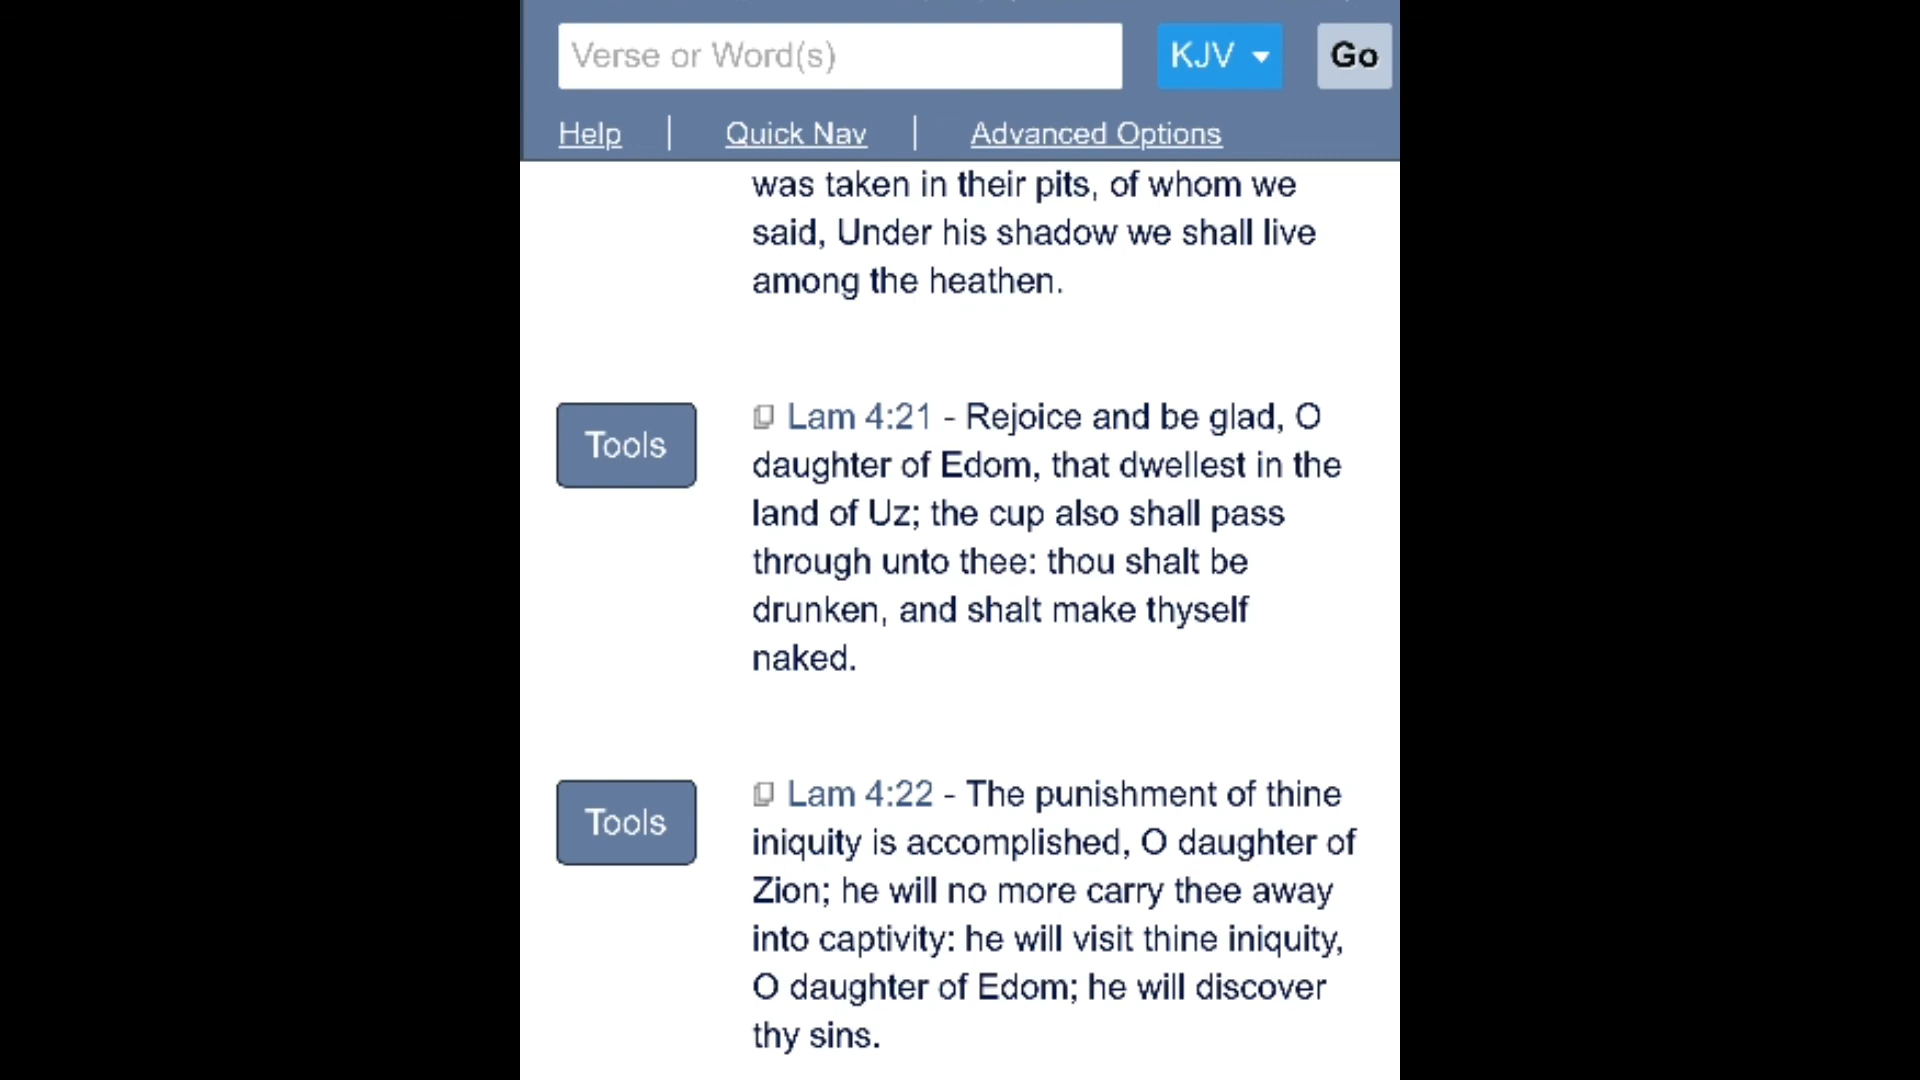 Verse or Word(s)
KJV
Go
Help | Quick Nav | Advanced Options
was taken in their pits, of whom we
said, Under his shadow we shall live
among the heathen.
Tools
Lam 4:21 - Rejoice and be glad, O
daughter of Edom, that dwellest in the
land of Uz; the cup also shall pass
through unto thee: thou shalt be
drunken, and shalt make thyself
naked.
Tools
Lam 4:22 - The punishment of thine
iniquity is accomplished, O daughter of
Zion; he will no more carry thee away
into captivity: he will visit thine iniquity,
O daughter of Edom; he will discover
thy sins.